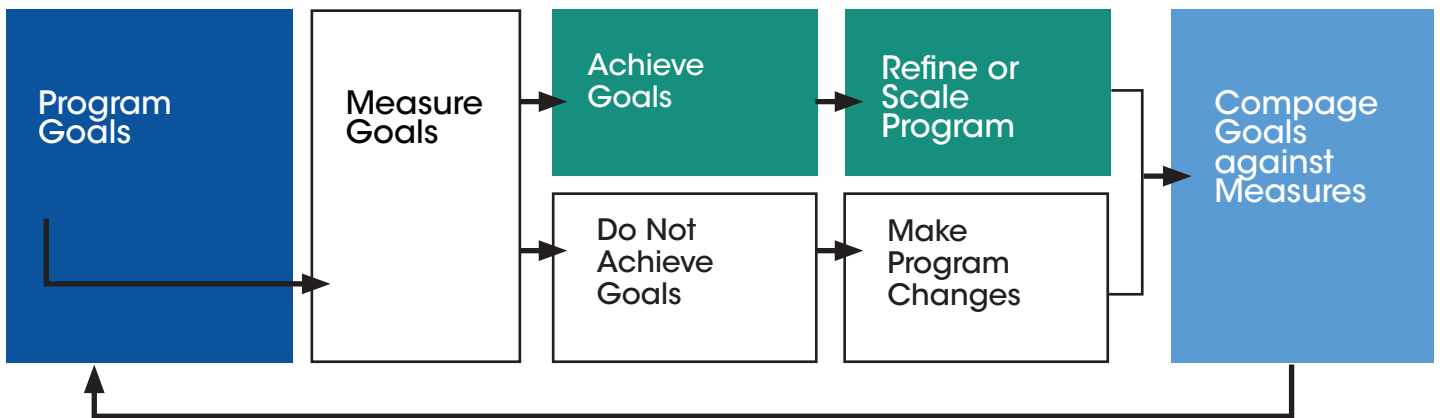 Program
Goals
Measure
Goals
Achieve
Goals
Refine or
Scale
Program
Do Not
Achieve
Goals
Make
Program
Changes
Compage
Goals
against
Measures